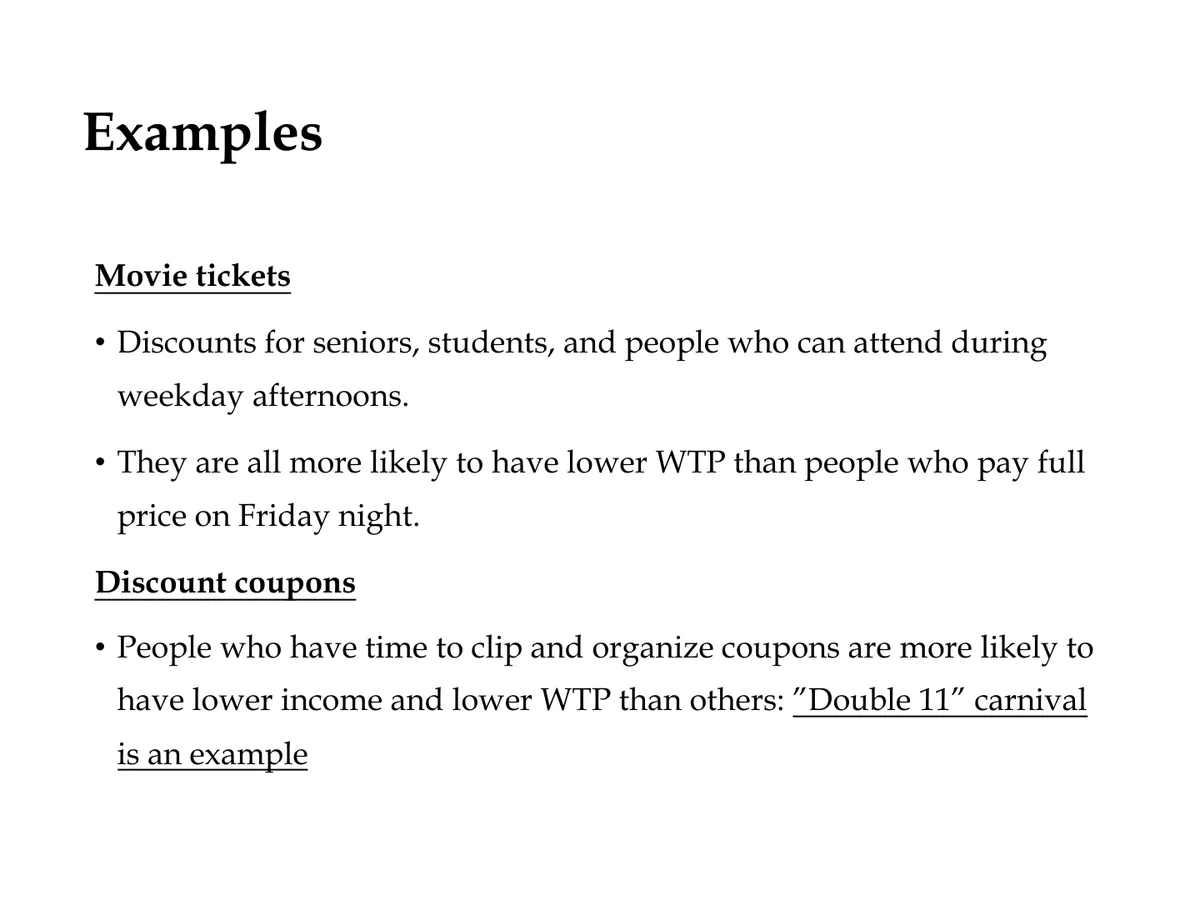 Examples
Movie tickets
• Discounts for seniors, students, and people who can attend during
weekday afternoons.
• They are all more likely to have lower WTP than people who pay full
price on Friday night.
Discount coupons
• People who have time to clip and organize coupons are more likely to
have lower income and lower WTP than others: ”Double 11” carnival
is an example